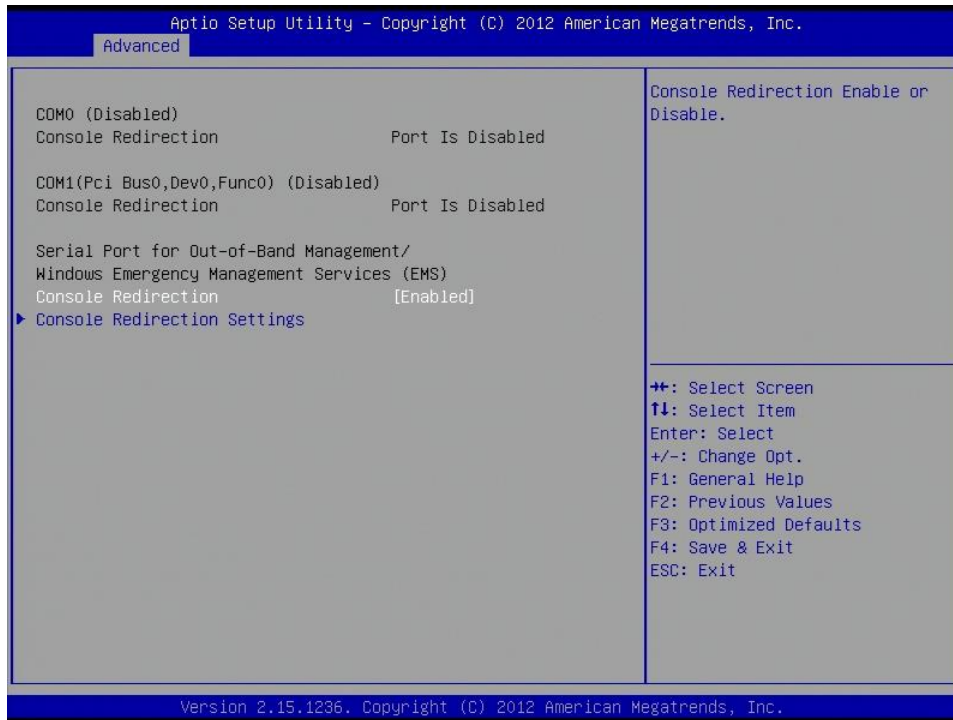 Aptio Setup Utility – Copyright (C) 2012 American Megatrends, Inc.
Advanced
COM0 (Disabled)
Console Redirection Port Is Disabled
COM1(Pci Bus0,Dev0,Func0) (Disabled)
Console Redirection Port Is Disabled
Serial Port for Out-of-Band Management/
Windows Emergency Management Services (EMS)
Console Redirection [Enabled]
Console Redirection Settings
Console Redirection Enable or
Disable.
→←: Select Screen
↑↓: Select Item
Enter: Select
+/-: Change Opt.
F1: General Help
F2: Previous Values
F3: Optimized Defaults
F4: Save & Exit
ESC: Exit
Version 2.15.1236. Copyright (C) 2012 American Megatrends, Inc.